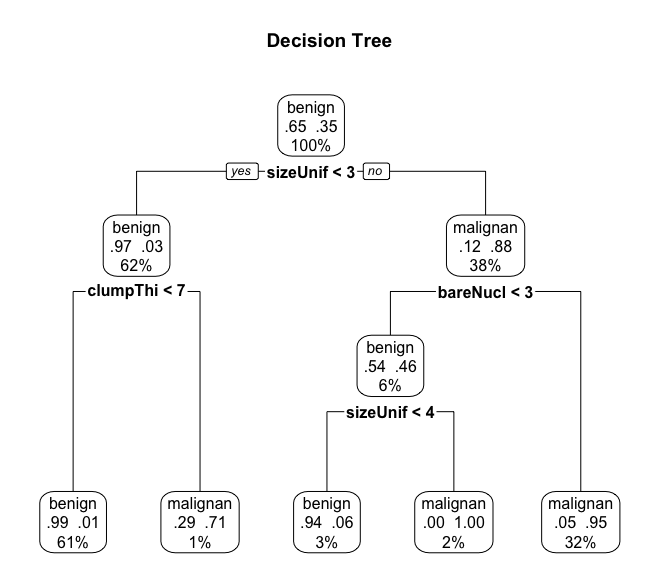 Decision Tree
benign
.65 .35
100%
yes sizeUnif < 3 no
benign
.97 .03
62%
malignan
.12 .88
38%
clumpThi < 7
bareNucl < 3
benign
.54 .46
6%
sizeUnif < 4
benign
.99 .01
61%
malignan
.29 .71
1%
benign
.94 .06
3%
malignan
.00 1.00
2%
malignan
.05 .95
32%